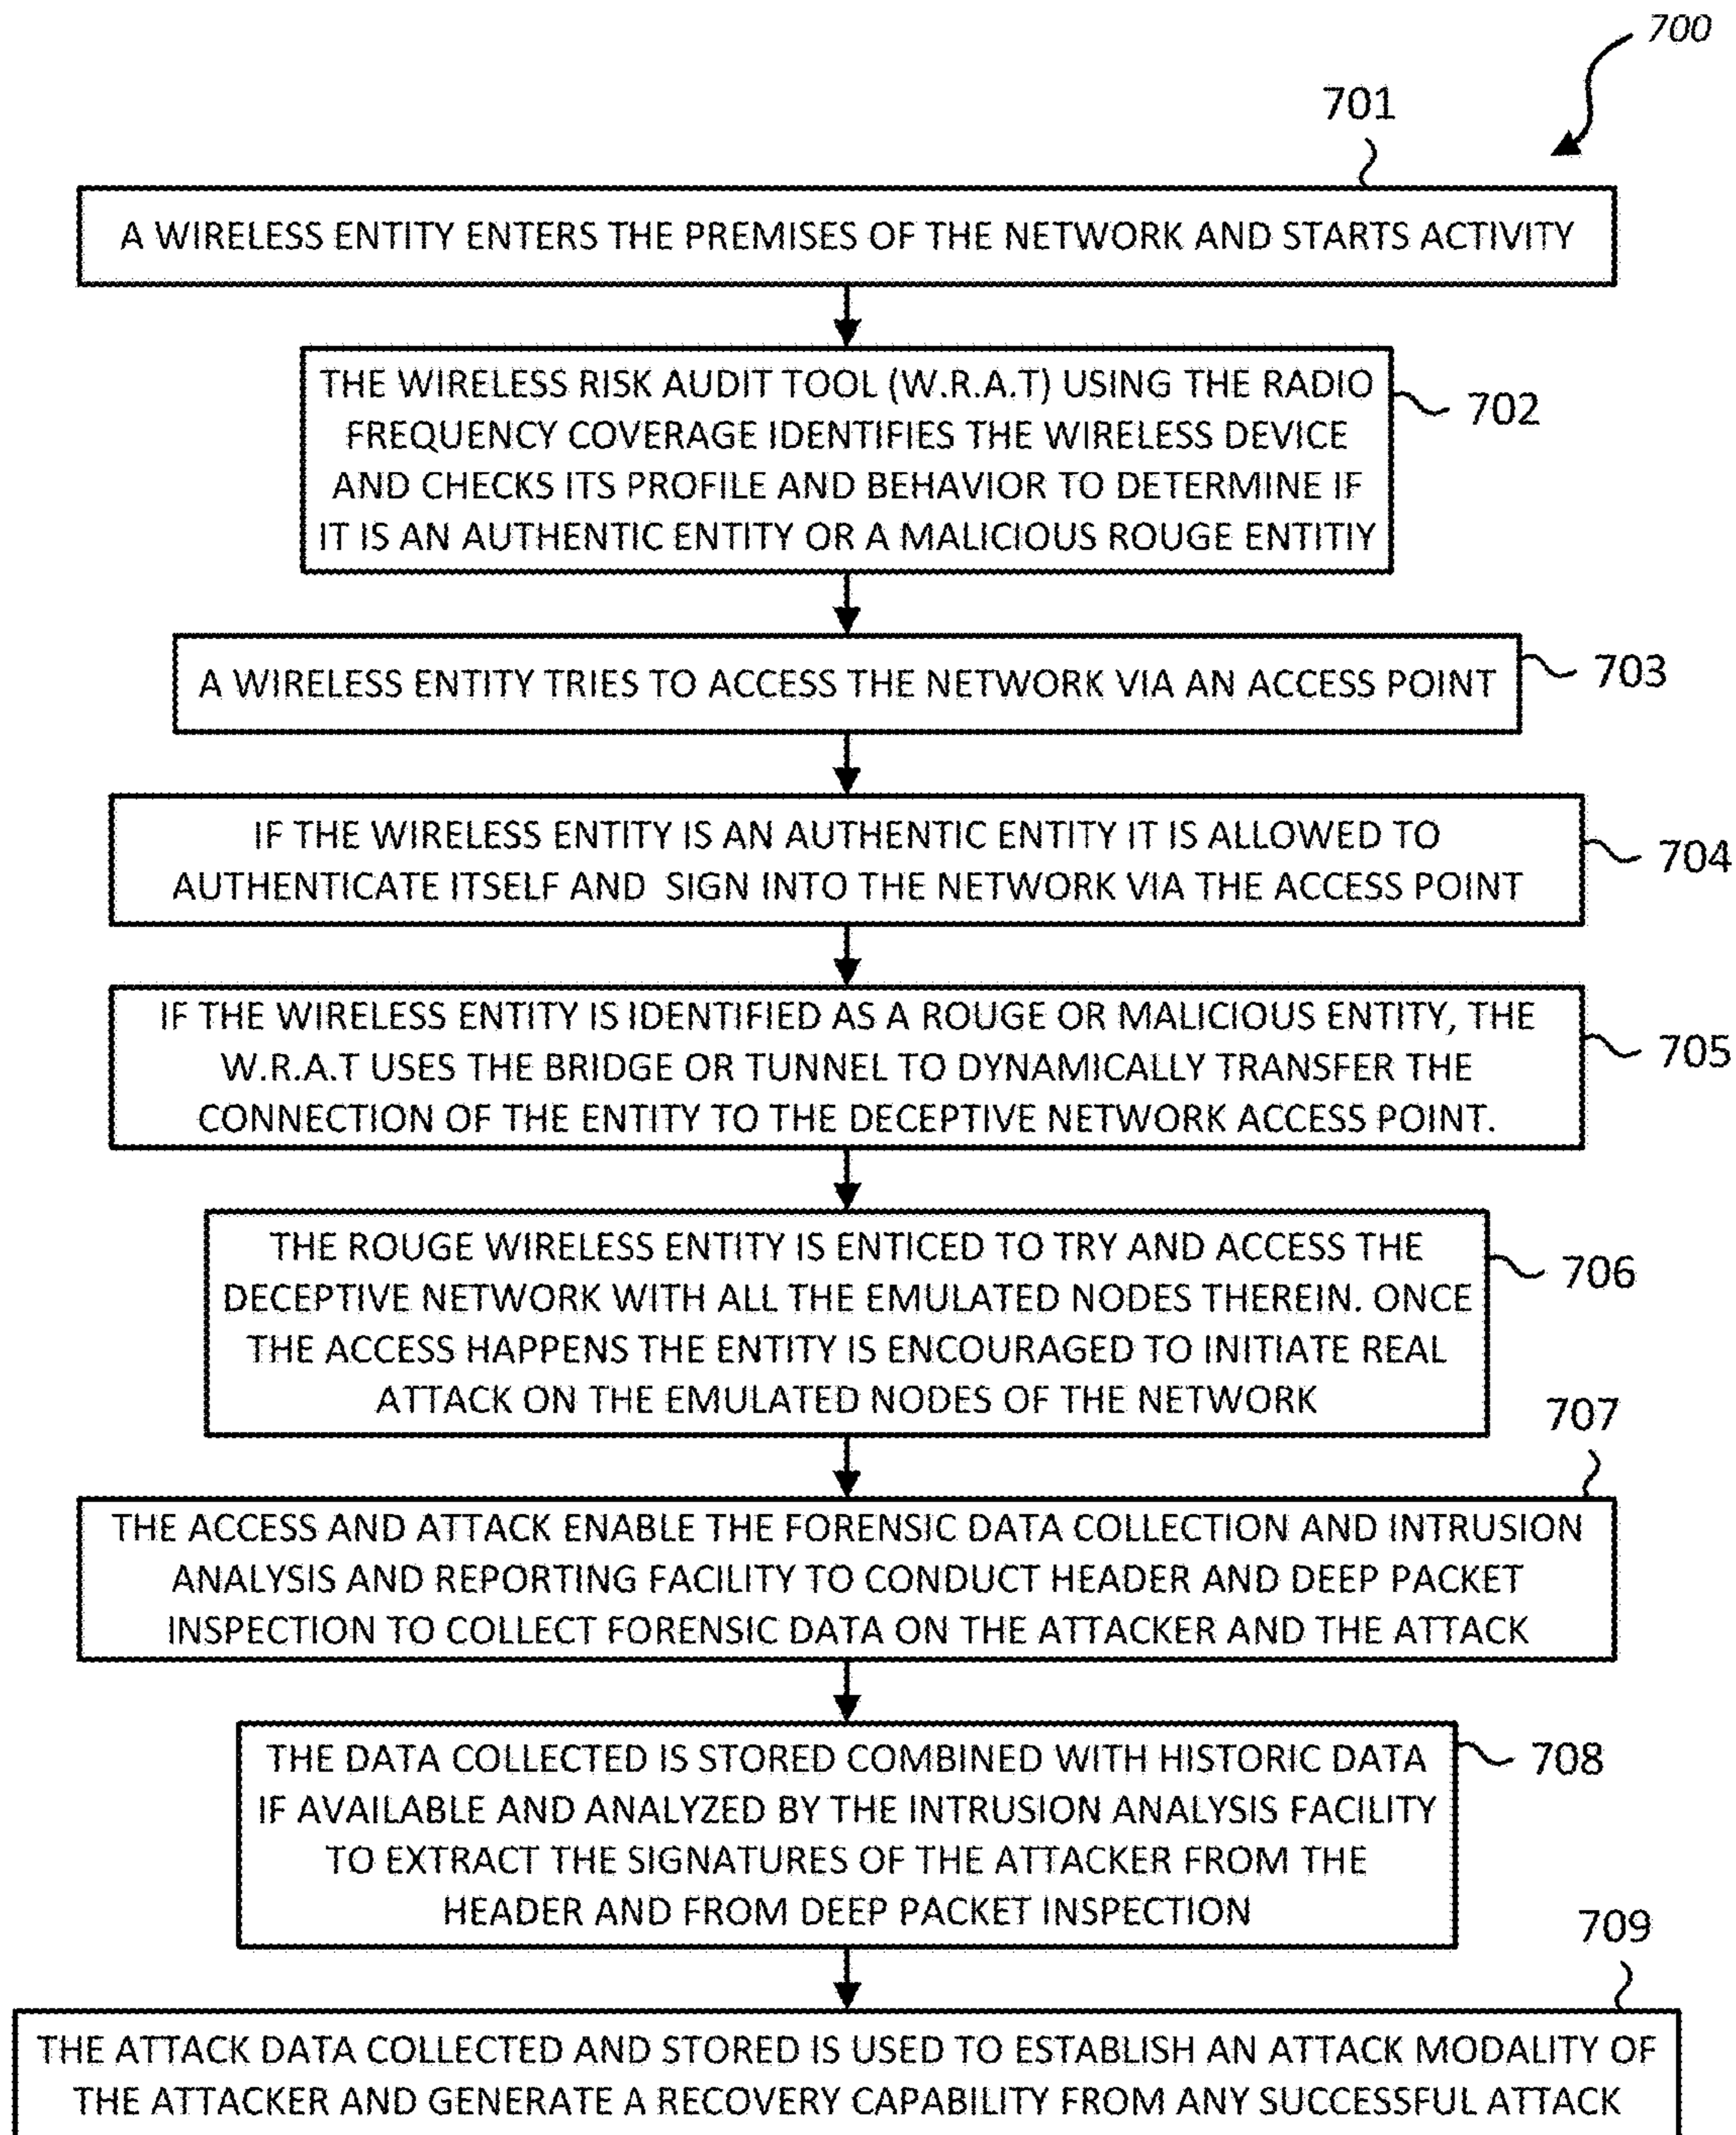 700
701
A WIRELESS ENTITY ENTERS THE PREMISES OF THE NETWORK AND STARTS ACTIVITY
THE WIRELESS RISK AUDIT TOOL (W.R.A.T) USING THE RADIO
FREQUENCY COVERAGE IDENTIFIES THE WIRELESS DEVICE
AND CHECKS ITS PROFILE AND BEHAVIOR TO DETERMINE IF
IT IS AN AUTHENTIC ENTITY OR A MALICIOUS ROUGE ENTITIY
702
A WIRELESS ENTITY TRIES TO ACCESS THE NETWORK VIA AN ACCESS POINT
703
IF THE WIRELESS ENTITY IS AN AUTHENTIC ENTITY IT IS ALLOWED TO
AUTHENTICATE ITSELF AND SIGN INTO THE NETWORK VIA THE ACCESS POINT
704
IF THE WIRELESS ENTITY IS IDENTIFIED AS A ROUGE OR MALICIOUS ENTITY, THE
W.R.A.T USES THE BRIDGE OR TUNNEL TO DYNAMICALLY TRANSFER THE
CONNECTION OF THE ENTITY TO THE DECEPTIVE NETWORK ACCESS POINT.
705
THE ROUGE WIRELESS ENTITY IS ENTICED TO TRY AND ACCESS THE
DECEPTIVE NETWORK WITH ALL THE EMULATED NODES THEREIN. ONCE
THE ACCESS HAPPENS THE ENTITY IS ENCOURAGED TO INITIATE REAL
ATTACK ON THE EMULATED NODES OF THE NETWORK
706
707
THE ACCESS AND ATTACK ENABLE THE FORENSIC DATA COLLECTION AND INTRUSION
ANALYSIS AND REPORTING FACILITY TO CONDUCT HEADER AND DEEP PACKET
INSPECTION TO COLLECT FORENSIC DATA ON THE ATTACKER AND THE ATTACK
THE DATA COLLECTED IS STORED COMBINED WITH HISTORIC DATA
IF AVAILABLE AND ANALYZED BY THE INTRUSION ANALYSIS FACILITY
TO EXTRACT THE SIGNATURES OF THE ATTACKER FROM THE
HEADER AND FROM DEEP PACKET INSPECTION
708
709
THE ATTACK DATA COLLECTED AND STORED IS USED TO ESTABLISH AN ATTACK MODALITY OF
THE ATTACKER AND GENERATE A RECOVERY CAPABILITY FROM ANY SUCCESSFUL ATTACK